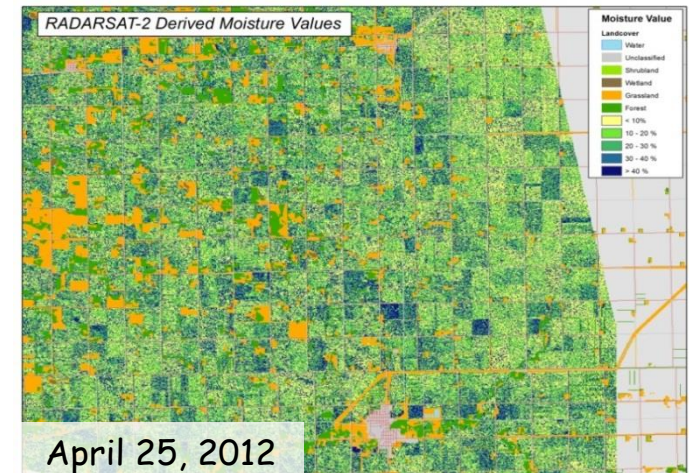 RADARSAT-2 Derived Moisture Values
Moisture Value
Landcover
Water
Unclassified
Shrubland
Wetland
Grassland
Forest
< 10%
10 - 20 %
20 - 30 %
30 - 40 %
> 40 %
April 25, 2012